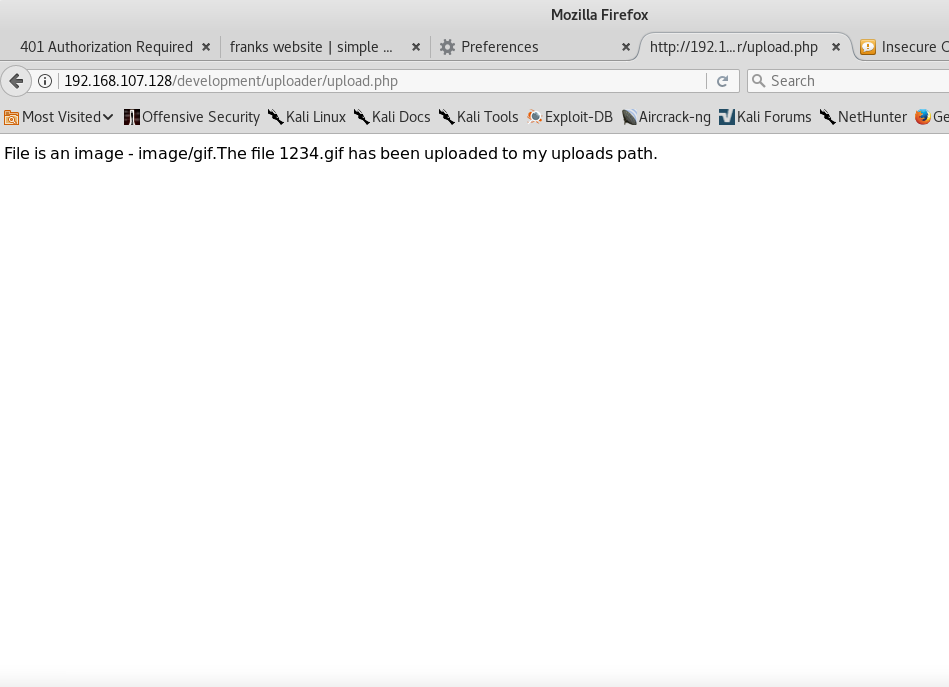 Mozilla Firefox
401 Authorization Required franks website | simple ... Preferences http://192.1...r/upload.php Insecure C
192.168.107.128/development/uploader/upload.php Search
Most Visited Offensive Security Kali Linux Kali Docs Kali Tools Exploit-DB Aircrack-ng Kali Forums NetHunter Ge
File is an image - image/gif.The file 1234.gif has been uploaded to my uploads path.